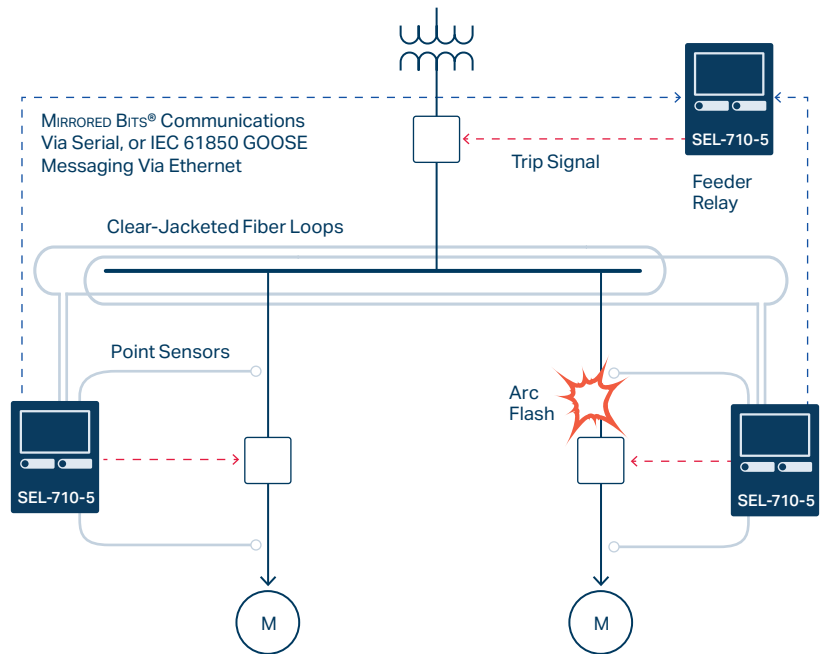 MIRRORED BITS® Communications
Via Serial, or IEC 61850 GOOSE
Messaging Via Ethernet
SEL-710-5
Trip Signal
Feeder
Relay
Clear-Jacketed Fiber Loops
Point Sensors
Arc
Flash
SEL-710-5
SEL-710-5
M
M